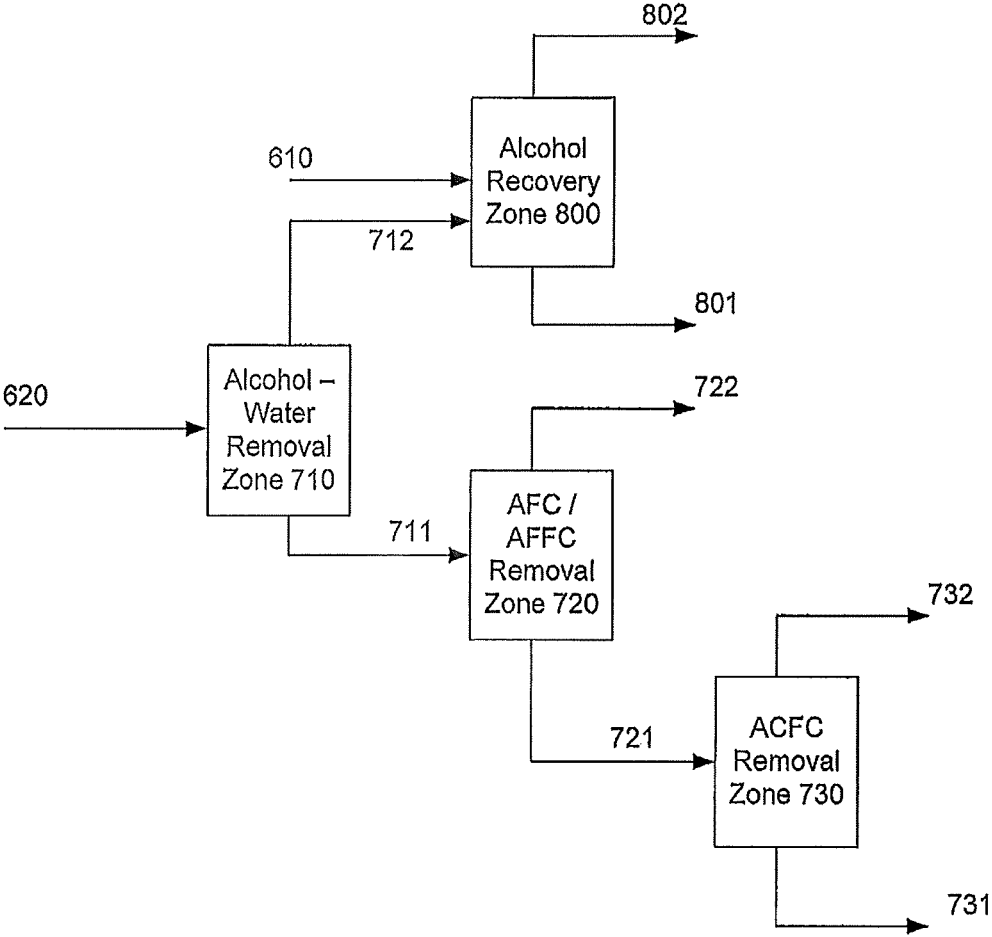 802
610
Alcohol
Recovery
Zone 800
712
801
620
Alcohol –
Water
Removal
Zone 710
722
711
AFC /
AFFC
Removal
Zone 720
732
721
ACFC
Removal
Zone 730
731